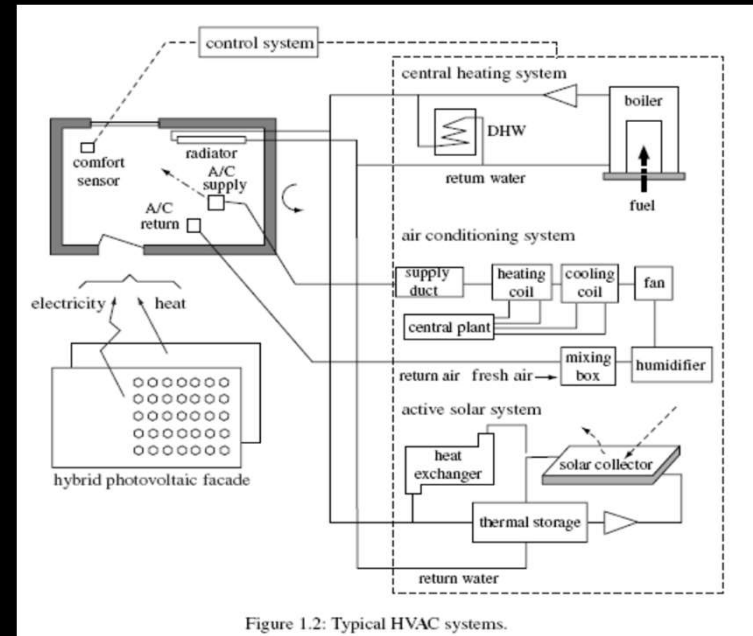 control system
central heating system
boiler
DHW
return water
fuel
comfort
sensor
radiator
A/C
supply
A/C
return
air conditioning system
supply
duct
heating
coil
cooling
coil
fan
central plant
mixing
box
humidifier
return air fresh air
electricity
heat
hybrid photovoltaic facade
active solar system
heat
exchanger
solar collector
thermal storage
return water
Figure 1.2: Typical HVAC systems.